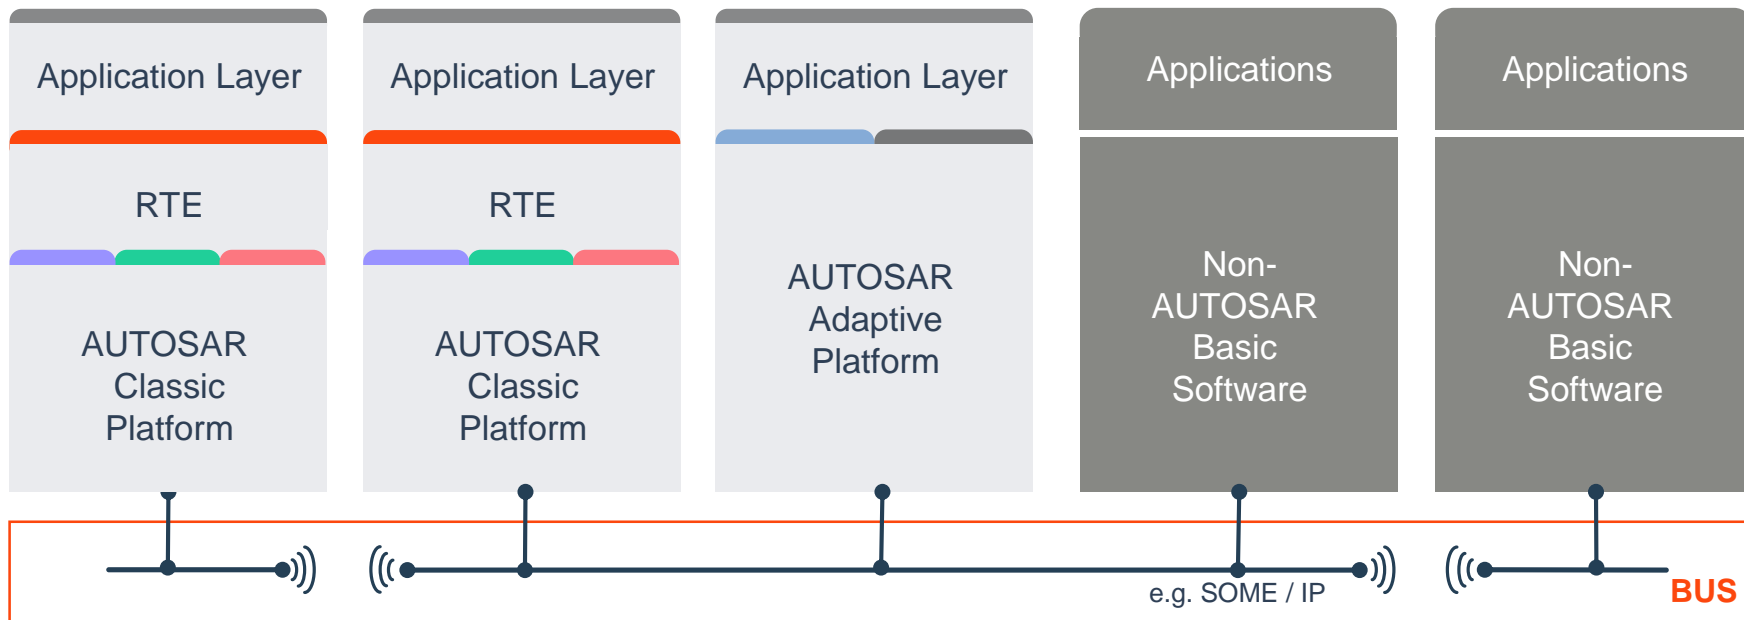 Application Layer
RTE
AUTOSAR
Classic
Platform
Application Layer
RTE
AUTOSAR
Classic
Platform
Application Layer
AUTOSAR
Adaptive
Platform
Applications
Non-
AUTOSAR
Basic
Software
Applications
Non-
AUTOSAR
Basic
Software
e.g. SOME / IP
BUS